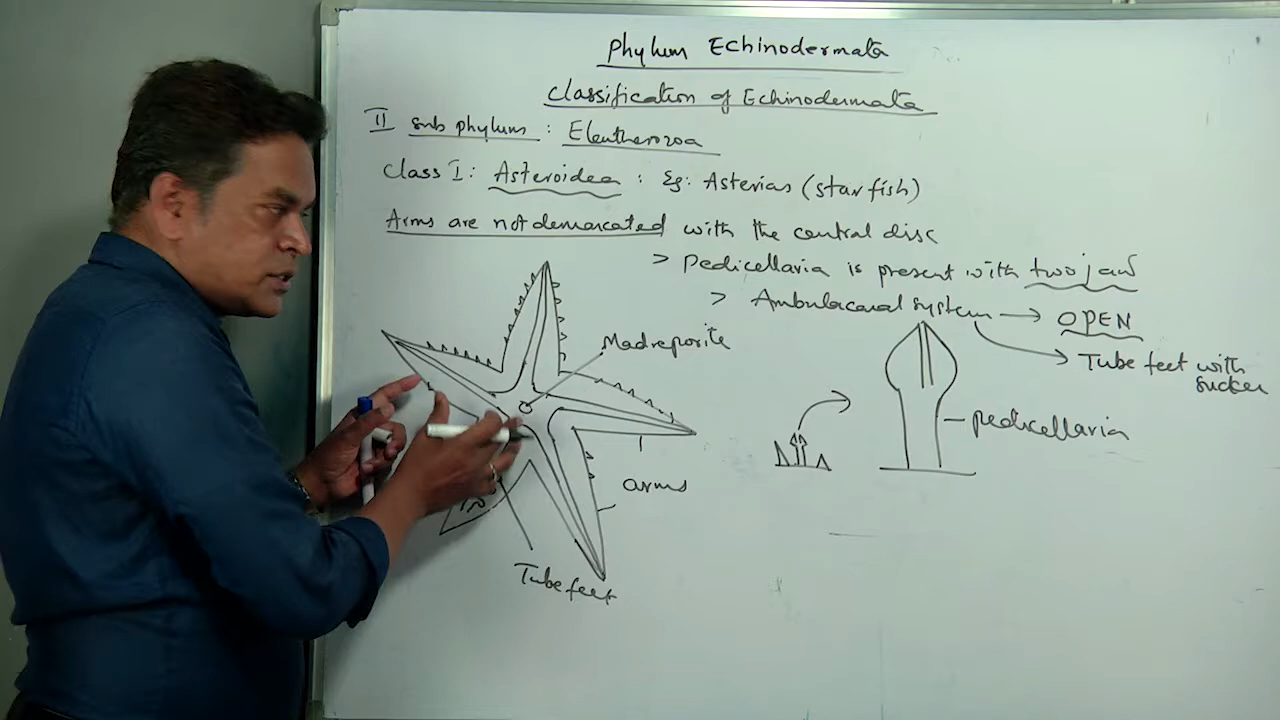 Phylum Echinodermata
Classification of Echinodermata
II sub phylum : Eleutherozoa
Class I : Asteroidea : Eg: Asterias (star fish)
Arms are not demarcated with the central disc
> Pedicellaria is present with two jaw
> Ambulacaral system → OPEN
→ Tube feet with
sucker
Madreporite
pedicellaria
arms
Tube feet